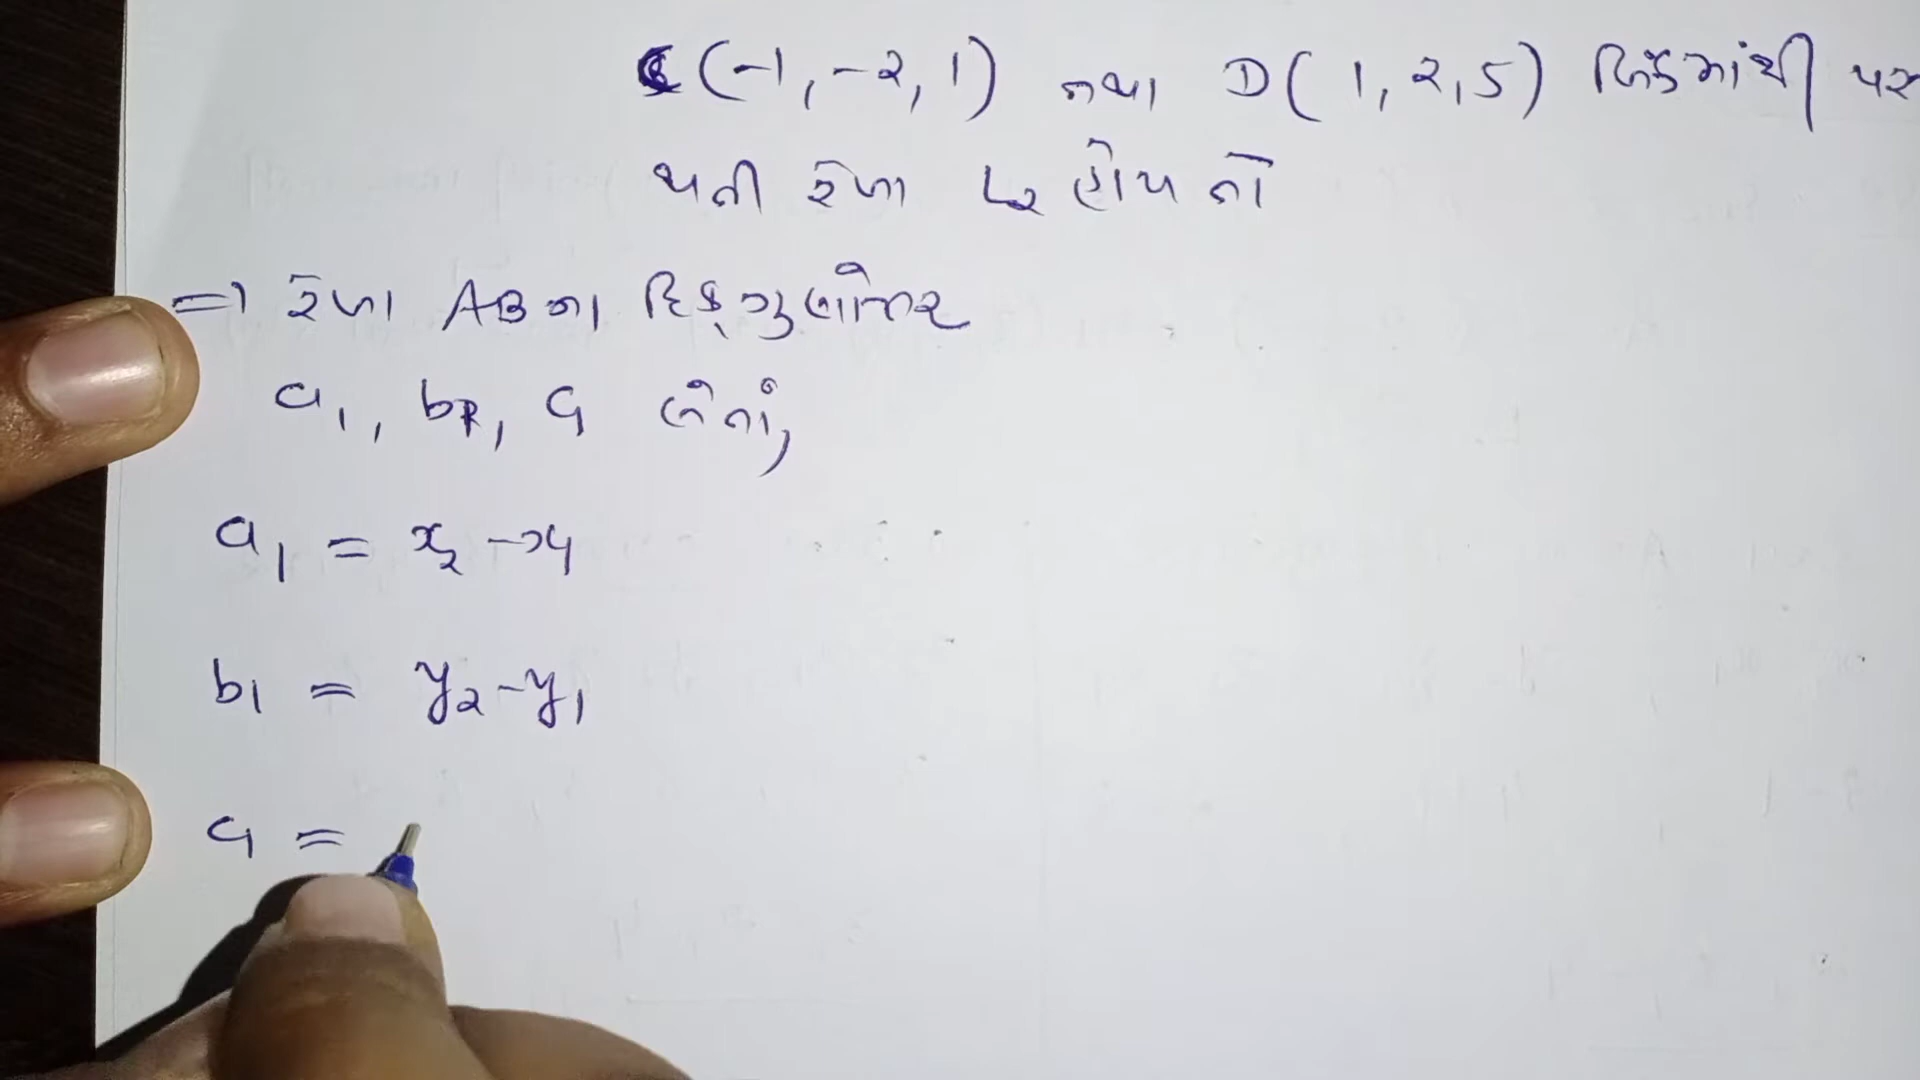 C(-1, -2, 1) તથા D(1, 2, 5) બિંદુમાંથી પસ
થતી રેખા L2 હોય તો
⇒ રેખા AB ના દિક્ગુણોત્તર
a1, b1, c1 લેતાં,
a1 = x2 - x1
b1 = y2 - y1
c1 =